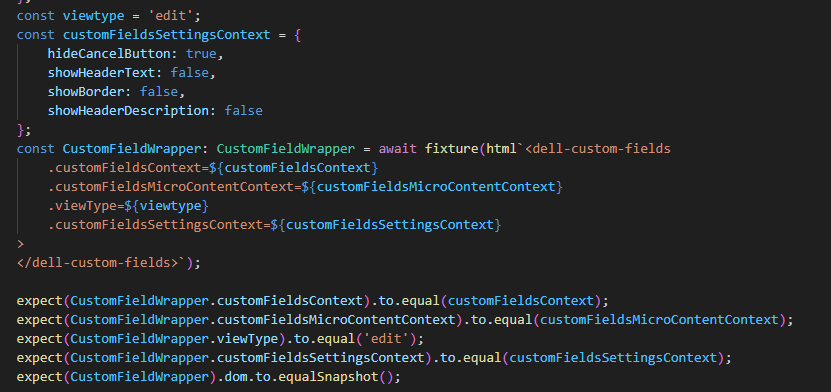 };
const viewtype = 'edit';
const customFieldsSettingsContext = {
    hideCancelButton: true,
    showHeaderText: false,
    showBorder: false,
    showHeaderDescription: false
};
const CustomFieldWrapper: CustomFieldWrapper = await fixture(html`<dell-custom-fields
    .customFieldsContext=${customFieldsContext}
    .customFieldsMicroContentContext=${customFieldsMicroContentContext}
    .viewType=${viewtype}
    .customFieldsSettingsContext=${customFieldsSettingsContext}
>
</dell-custom-fields>`);

expect(CustomFieldWrapper.customFieldsContext).to.equal(customFieldsContext);
expect(CustomFieldWrapper.customFieldsMicroContentContext).to.equal(customFieldsMicroContentContext);
expect(CustomFieldWrapper.viewType).to.equal('edit');
expect(CustomFieldWrapper.customFieldsSettingsContext).to.equal(customFieldsSettingsContext);
expect(CustomFieldWrapper).dom.to.equalSnapshot();